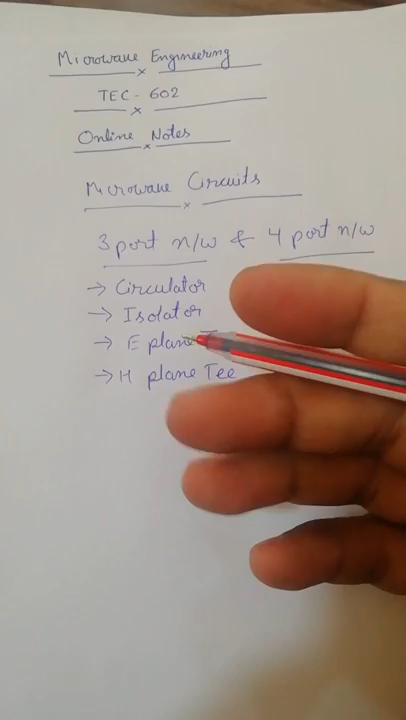 Microwave Engineering
TEC - 602
Online Notes
Microwave Circuits
3 port n/w & 4 port n/w
→ Circulator
→ Isolator
→ E plane T
→ H plane Tee